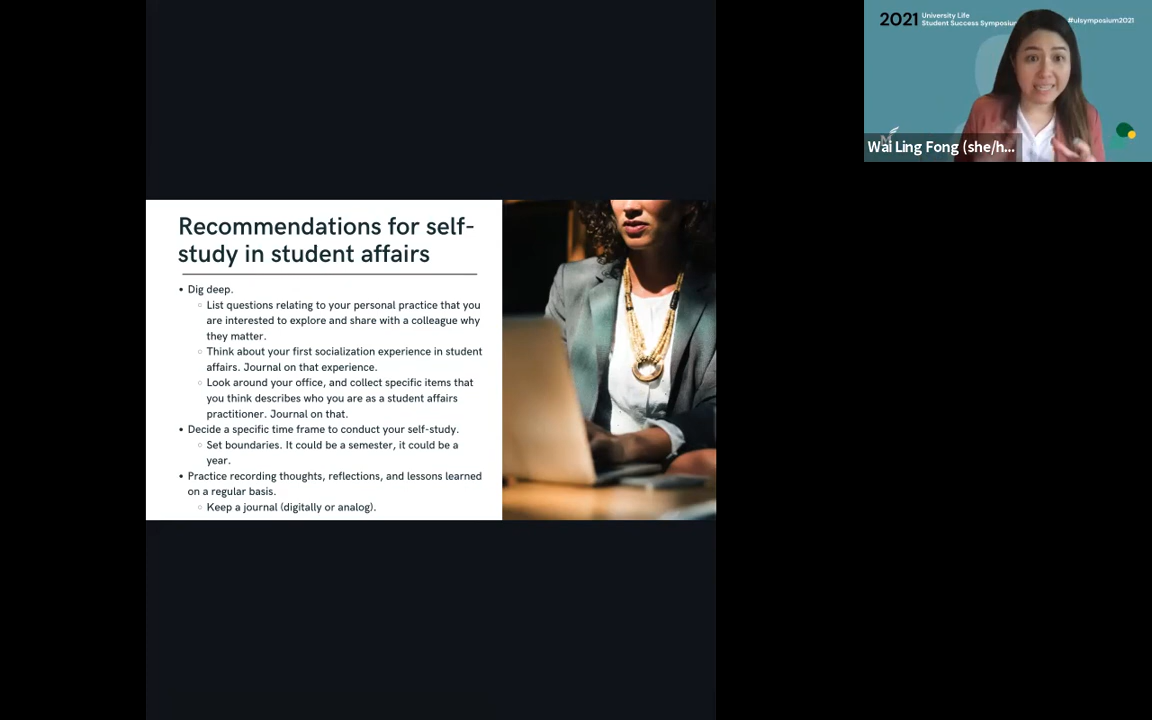 Recommendations for self-
study in student affairs
• Dig deep.
○ List questions relating to your personal practice that you
are interested to explore and share with a colleague why
they matter.
○ Think about your first socialization experience in student
affairs. Journal on that experience.
○ Look around your office, and collect specific items that
you think describes who you are as a student affairs
practitioner. Journal on that.
• Decide a specific time frame to conduct your self-study.
○ Set boundaries. It could be a semester, it could be a
year.
• Practice recording thoughts, reflections, and lessons learned
on a regular basis.
○ Keep a journal (digitally or analog).
2021 University Life
Student Success Symposium
#ulsymposium2021
Wai Ling Fong (she/h...